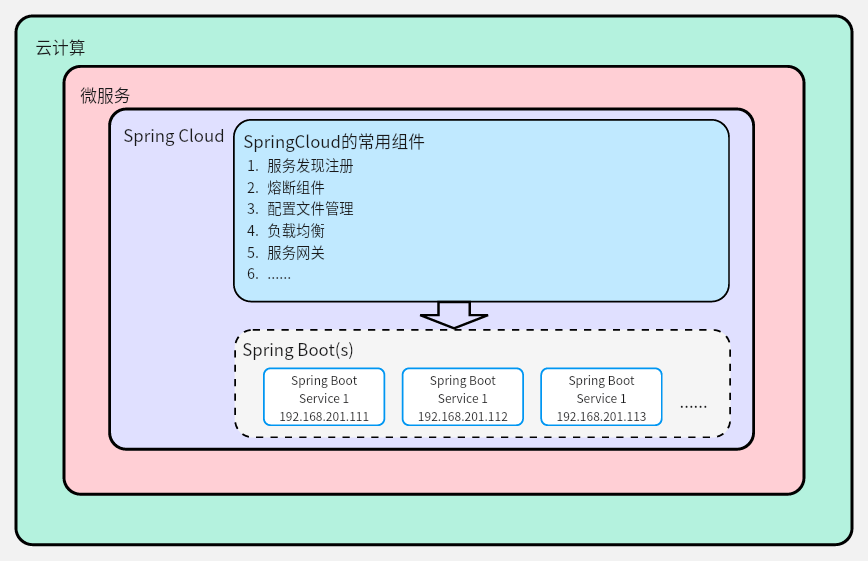 云计算
微服务
Spring Cloud
SpringCloud的常用组件
1. 服务发现注册
2. 熔断组件
3. 配置文件管理
4. 负载均衡
5. 服务网关
6. ......
Spring Boot(s)
Spring Boot
Service 1
192.168.201.111
Spring Boot
Service 1
192.168.201.112
Spring Boot
Service 1
192.168.201.113
......